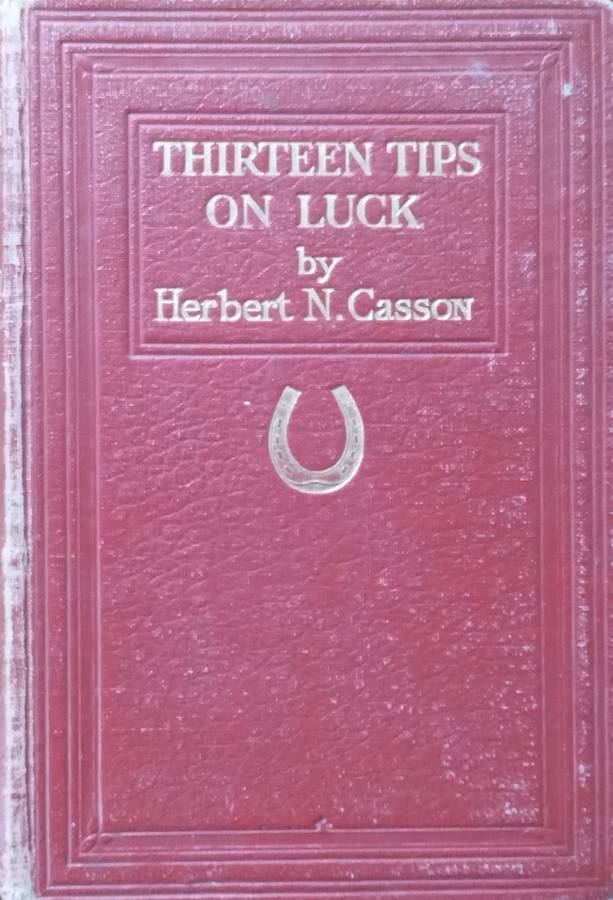 THIRTEEN TIPS
ON LUCK
by
Herbert N. Casson